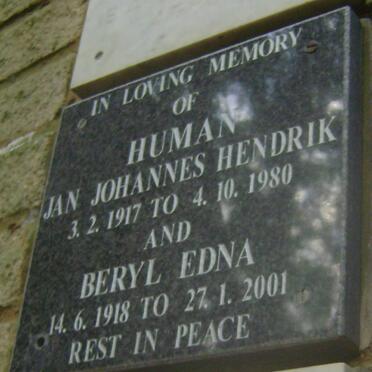 IN LOVING MEMORY
OF
HUMAN
JAN JOHANNES HENDRIK
3. 2. 1917 TO 4. 10. 1980
AND
BERYL EDNA
14. 6. 1918 TO 27. 1. 2001
REST IN PEACE